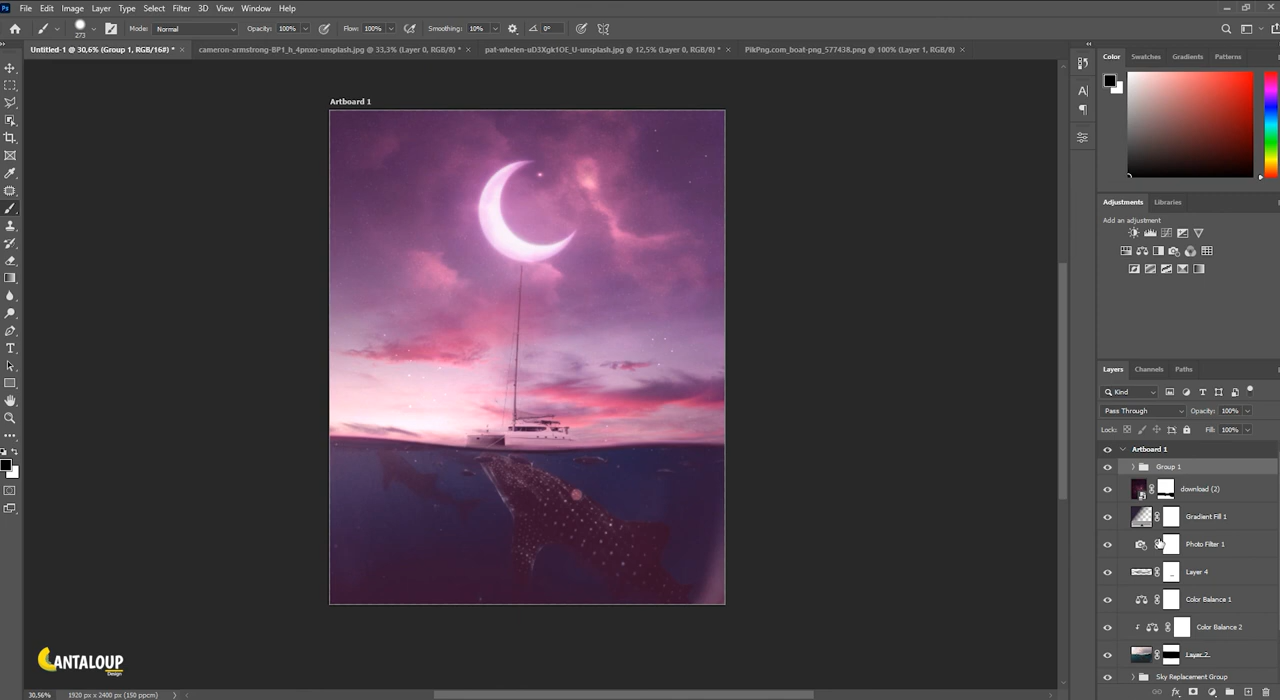 Ps File Edit Image Layer Type Select Filter 3D View Window Help
273 Mode: Normal Opacity: 100% Flow: 100% Smoothing: 10% 0°
Untitled-1 @ 30,6% (Group 1, RGB/16#) * × cameron-armstrong-BP1_h_4pnxo-unsplash.jpg @ 33,3% (Layer 0, RGB/8) * × pat-whelen-uD3Xgk1OE_U-unsplash.jpg @ 12,5% (Layer 0, RGB/8) * × PikPng.com_boat-png_577438.png @ 100% (Layer 1, RGB/8) ×
Artboard 1
Color Swatches Gradients Patterns
Adjustments Libraries
Add an adjustment
Layers Channels Paths
Kind
Pass Through Opacity: 100%
Lock: Fill: 100%
Artboard 1
Group 1
download (2)
Gradient Fill 1
Photo Filter 1
Layer 4
Color Balance 1
Color Balance 2
Layer 2
Sky Replacement Group
CANTALOUP
Design
30,56% 1920 px x 2400 px (150 ppcm)